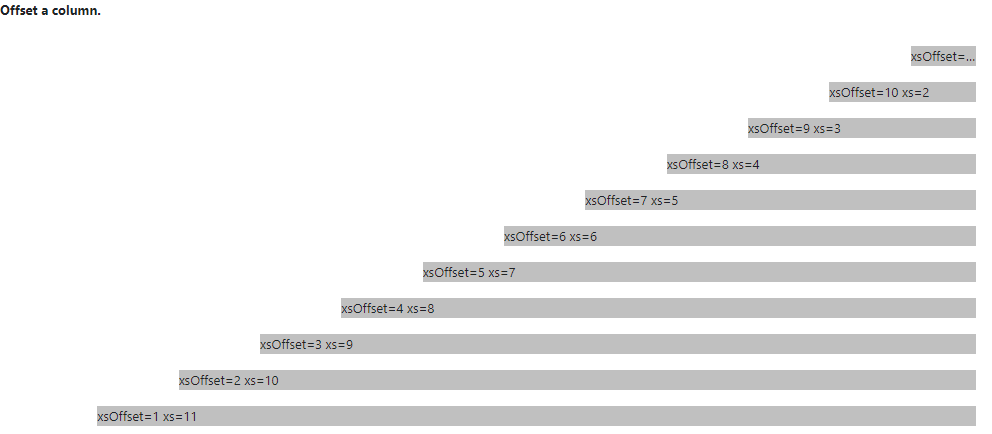 Offset a column.
xsOffset=...
xsOffset=10 xs=2
xsOffset=9 xs=3
xsOffset=8 xs=4
xsOffset=7 xs=5
xsOffset=6 xs=6
xsOffset=5 xs=7
xsOffset=4 xs=8
xsOffset=3 xs=9
xsOffset=2 xs=10
xsOffset=1 xs=11